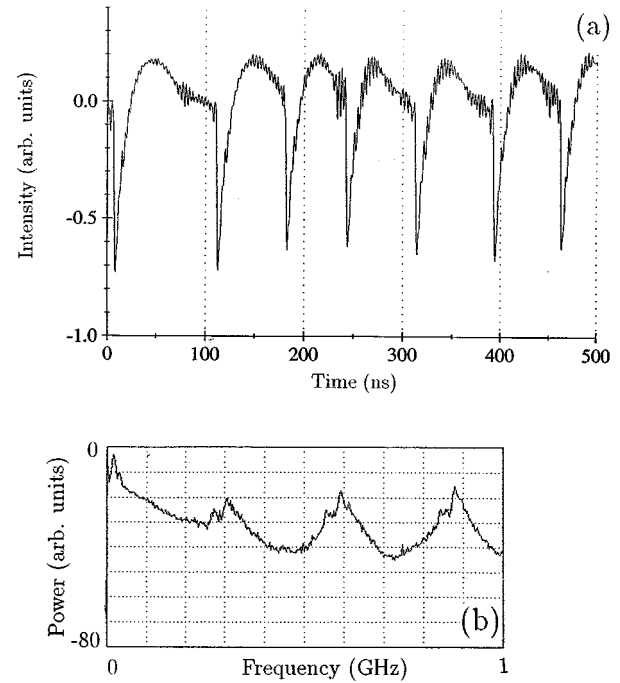 (a)
Intensity (arb. units)
0.0
-0.5
-1.0
0 100 200 300 400 500
Time (ns)
Power (arb. units)
0
-80
(b)
0 1
Frequency (GHz)